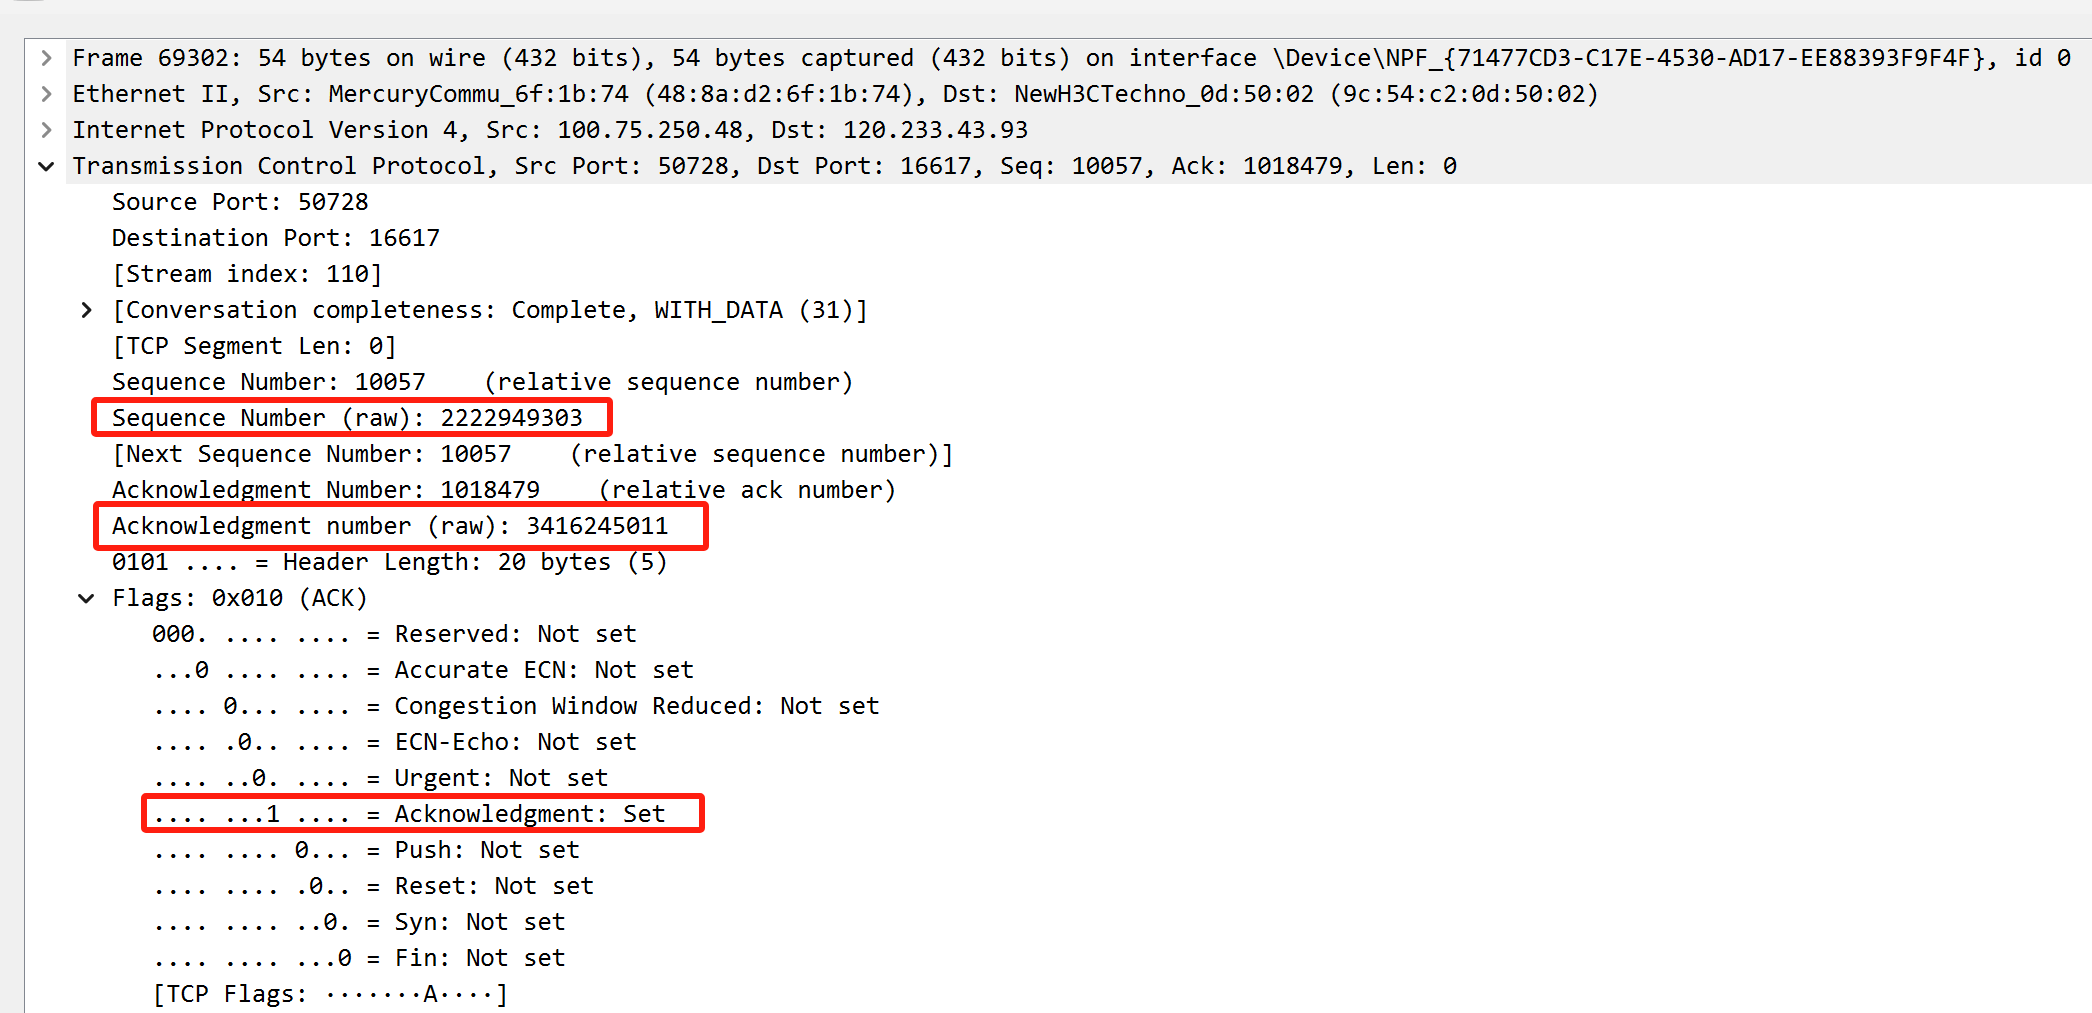 Frame 69302: 54 bytes on wire (432 bits), 54 bytes captured (432 bits) on interface \Device\NPF_{71477CD3-C17E-4530-AD17-EE88393F9F4F}, id 0
Ethernet II, Src: MercuryCommu_6f:1b:74 (48:8a:d2:6f:1b:74), Dst: NewH3CTechno_0d:50:02 (9c:54:c2:0d:50:02)
Internet Protocol Version 4, Src: 100.75.250.48, Dst: 120.233.43.93
Transmission Control Protocol, Src Port: 50728, Dst Port: 16617, Seq: 10057, Ack: 1018479, Len: 0
Source Port: 50728
Destination Port: 16617
[Stream index: 110]
[Conversation completeness: Complete, WITH_DATA (31)]
[TCP Segment Len: 0]
Sequence Number: 10057    (relative sequence number)
Sequence Number (raw): 2222949303
[Next Sequence Number: 10057    (relative sequence number)]
Acknowledgment Number: 1018479    (relative ack number)
Acknowledgment number (raw): 3416245011
0101 .... = Header Length: 20 bytes (5)
Flags: 0x010 (ACK)
000. .... .... = Reserved: Not set
...0 .... .... = Accurate ECN: Not set
.... 0... .... = Congestion Window Reduced: Not set
.... .0.. .... = ECN-Echo: Not set
.... ..0. .... = Urgent: Not set
.... ...1 .... = Acknowledgment: Set
.... .... 0... = Push: Not set
.... .... .0.. = Reset: Not set
.... .... ..0. = Syn: Not set
.... .... ...0 = Fin: Not set
[TCP Flags: ·······A····]